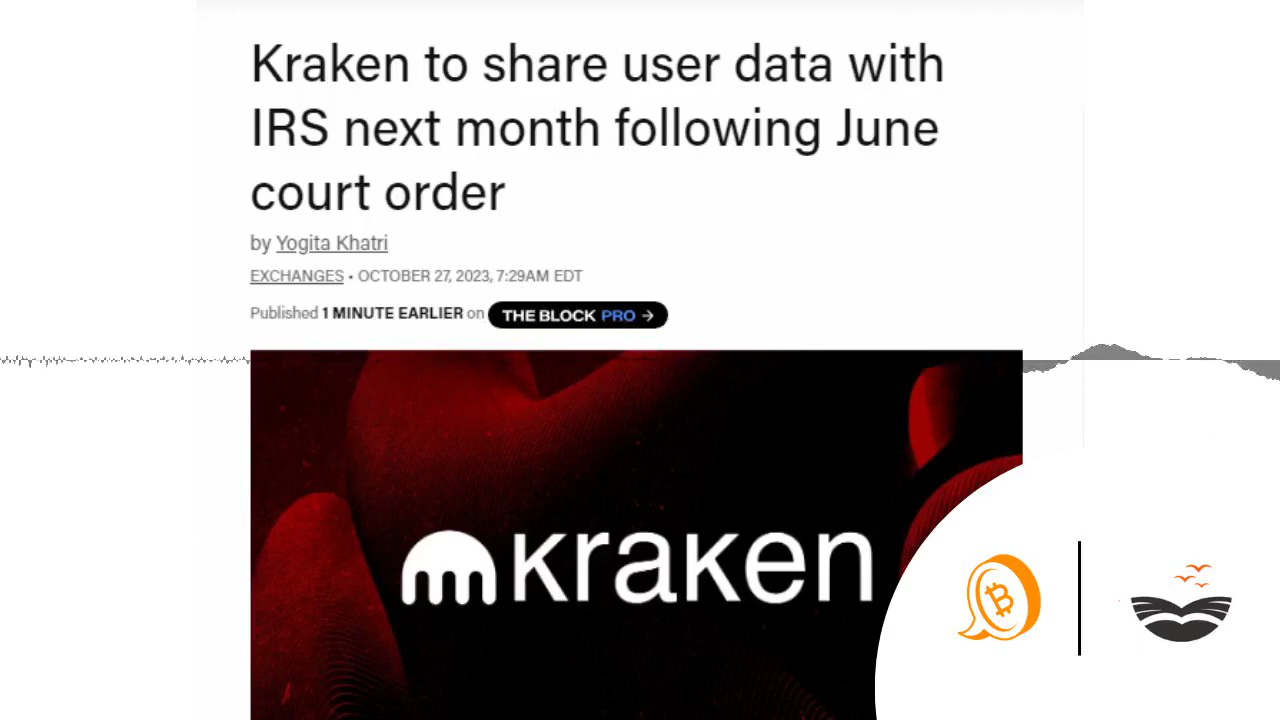 Kraken to share user data with
IRS next month following June
court order
by Yogita Khatri
EXCHANGES • OCTOBER 27, 2023, 7:29AM EDT
Published 1 MINUTE EARLIER on THE BLOCK PRO →
kraken